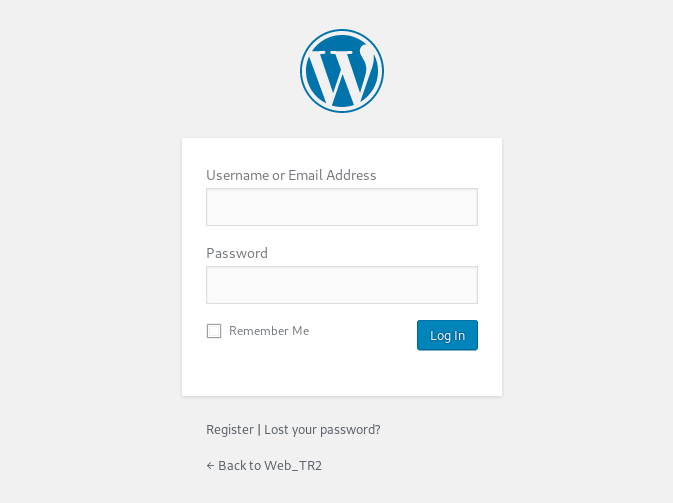 Username or Email Address
Password
Remember Me
Log In
Register | Lost your password?
← Back to Web_TR2